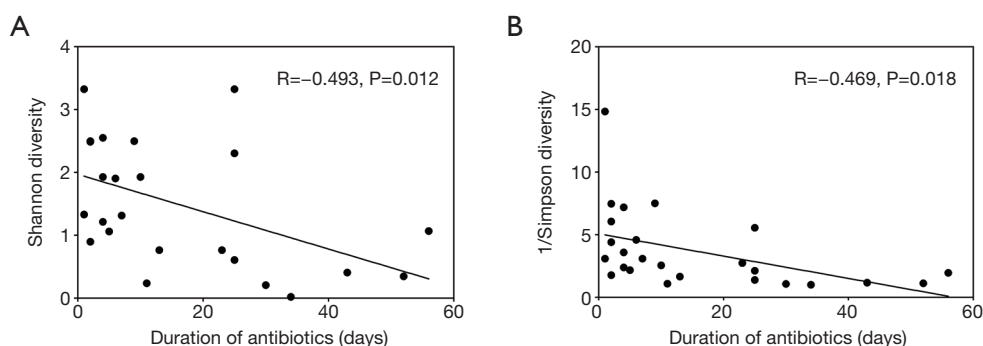 A
4
3
2
1
0
Shannon diversity
R=−0.493, P=0.012
0
20
40
60
Duration of antibiotics (days)
B
20
15
10
5
0
1/Simpson diversity
R=−0.469, P=0.018
0
20
40
60
Duration of antibiotics (days)